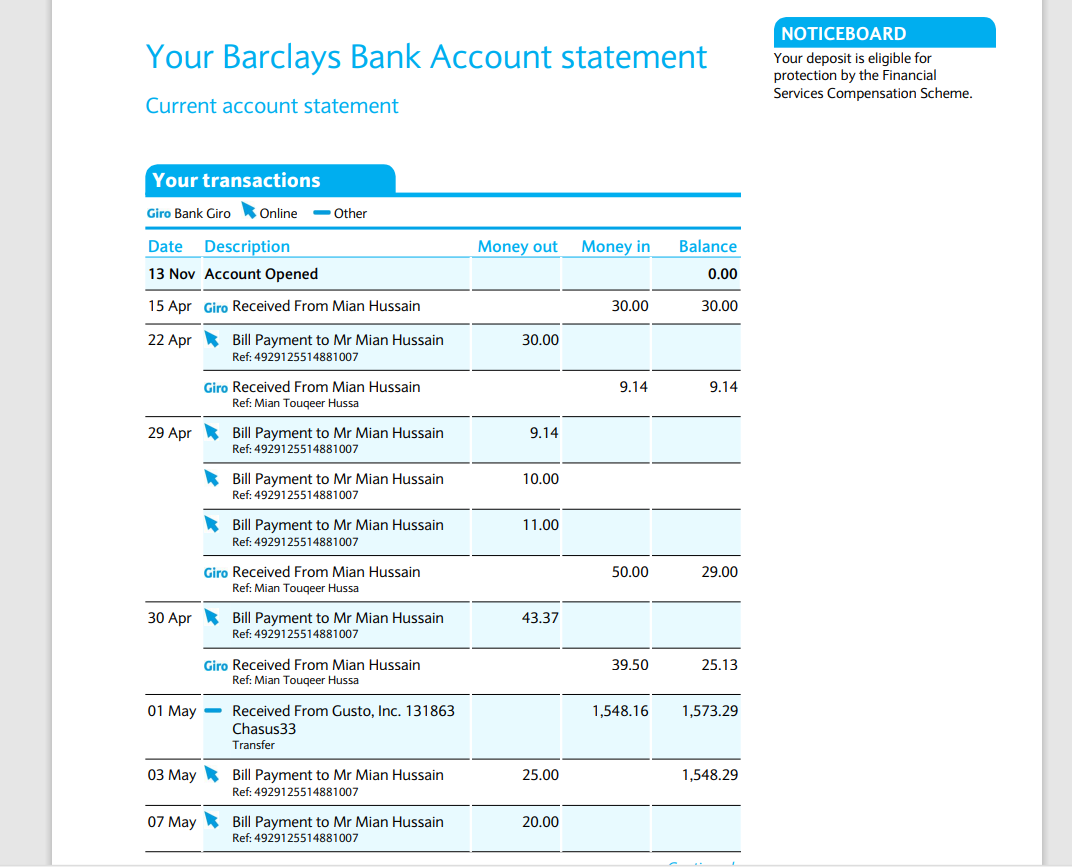 Your Barclays Bank Account statement
Current account statement
NOTICEBOARD
Your deposit is eligible for
protection by the Financial
Services Compensation Scheme.
Your transactions
Giro Bank Giro Online Other
Date Description Money out Money in Balance
13 Nov Account Opened 0.00
15 Apr Giro Received From Mian Hussain 30.00 30.00
22 Apr Bill Payment to Mr Mian Hussain 30.00
Ref: 4929125514881007
Giro Received From Mian Hussain 9.14 9.14
Ref: Mian Touqeer Hussa
29 Apr Bill Payment to Mr Mian Hussain 9.14
Ref: 4929125514881007
Bill Payment to Mr Mian Hussain 10.00
Ref: 4929125514881007
Bill Payment to Mr Mian Hussain 11.00
Ref: 4929125514881007
Giro Received From Mian Hussain 50.00 29.00
Ref: Mian Touqeer Hussa
30 Apr Bill Payment to Mr Mian Hussain 43.37
Ref: 4929125514881007
Giro Received From Mian Hussain 39.50 25.13
Ref: Mian Touqeer Hussa
01 May Received From Gusto, Inc. 131863 1,548.16 1,573.29
Chasus33
Transfer
03 May Bill Payment to Mr Mian Hussain 25.00 1,548.29
Ref: 4929125514881007
07 May Bill Payment to Mr Mian Hussain 20.00
Ref: 4929125514881007